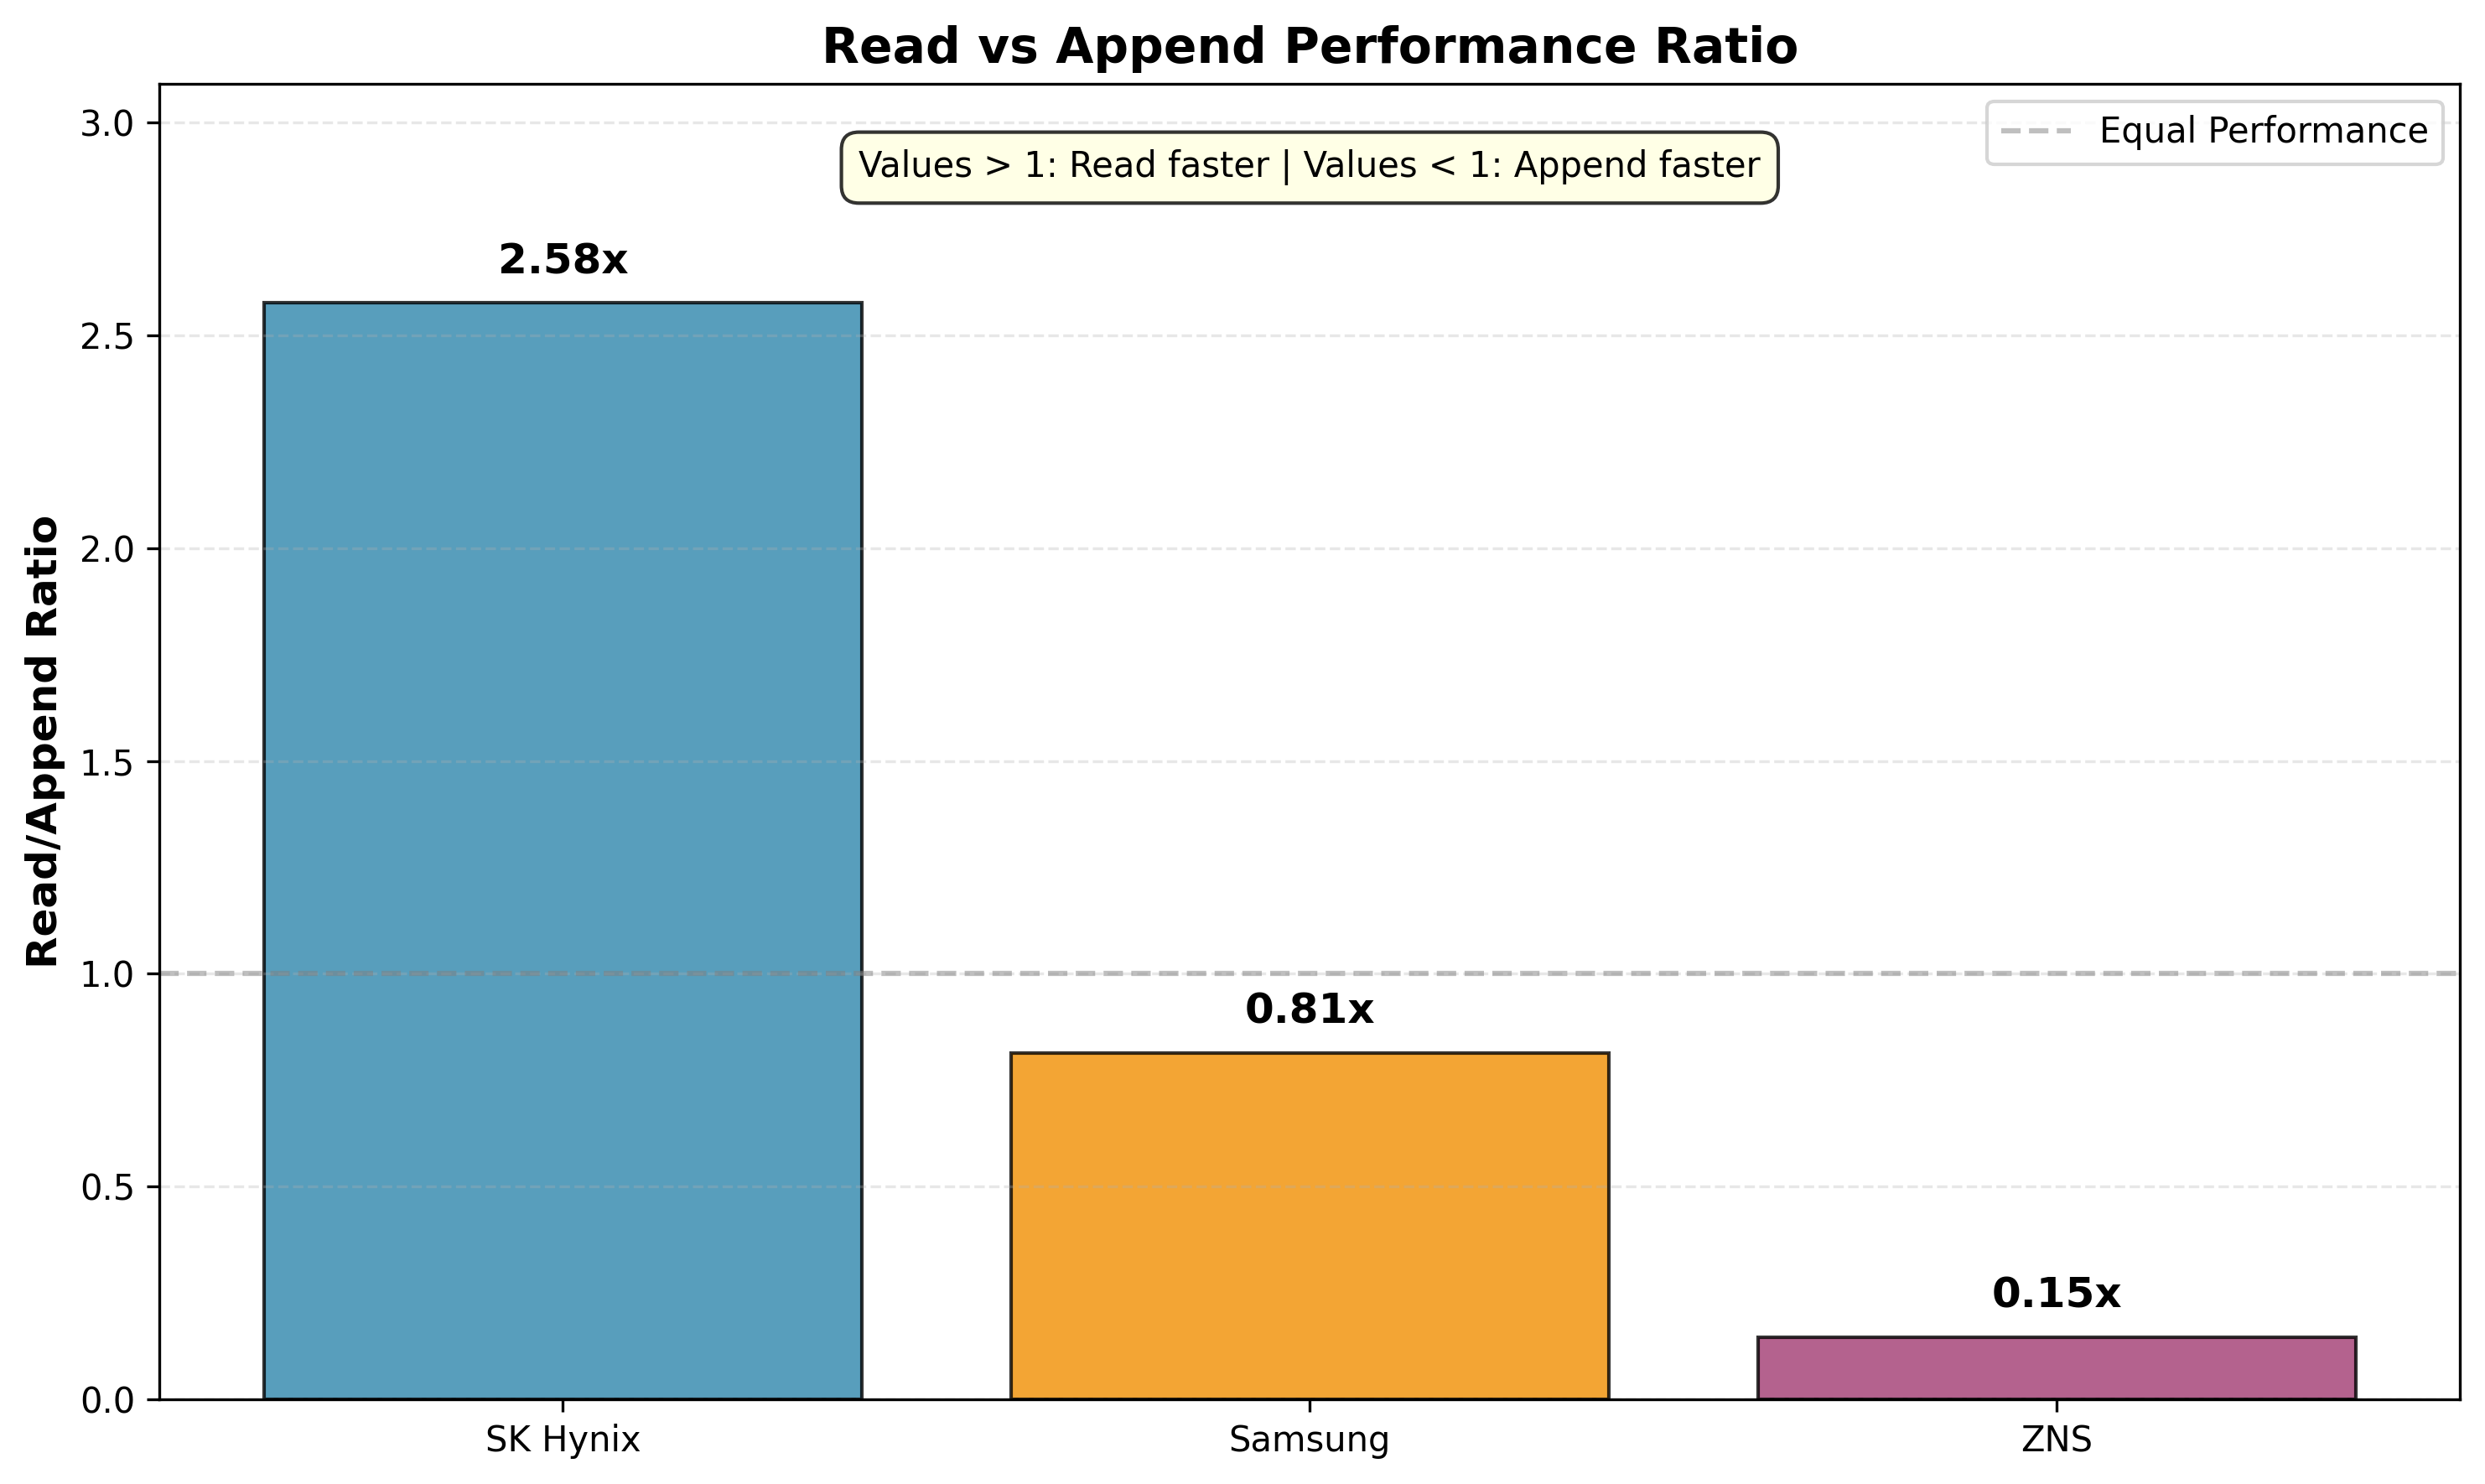 Read vs Append Performance Ratio
3.0
Equal Performance
Values > 1: Read faster | Values < 1: Append faster
2.58x
2.5
2.0
Read/Append Ratio
1.5
1.0
0.81x
0.5
0.15x
0.0
SK Hynix
Samsung
ZNS